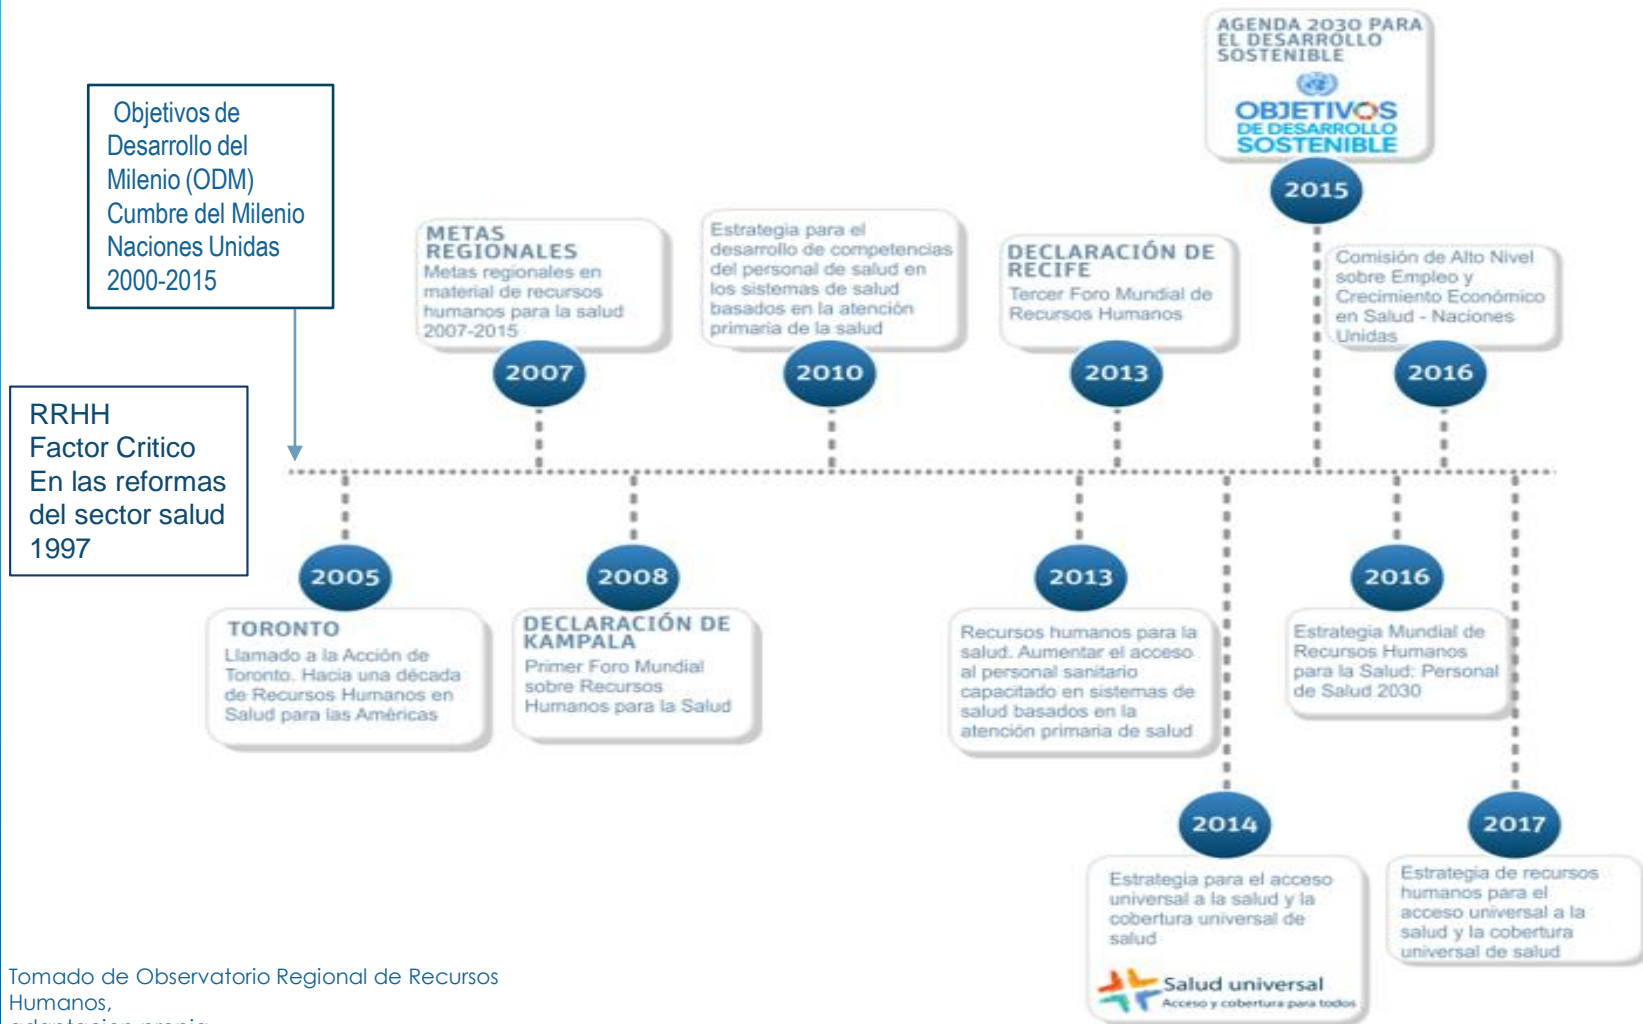 Objetivos de
Desarrollo del
Milenio (ODM)
Cumbre del Milenio
Naciones Unidas
2000-2015
RRHH
Factor Critico
En las reformas
del sector salud
1997
METAS
REGIONALES
Metas regionales en
material de recursos
humanos para la salud
2007-2015
2007
Estrategia para el
desarrollo de competencias
del personal de salud en
los sistemas de salud
basados en la atención
primaria de la salud
2010
DECLARACIÓN DE
RECIFE
Tercer Foro Mundial de
Recursos Humanos
2013
AGENDA 2030 PARA
EL DESARROLLO
SOSTENIBLE
OBJETIVOS
DE DESARROLLO
SOSTENIBLE
2015
Comisión de Alto Nivel
sobre Empleo y
Crecimiento Económico
en Salud - Naciones
Unidas
2016
2005
TORONTO
Llamado a la Acción de
Toronto. Hacia una década
de Recursos Humanos en
Salud para las Américas
2008
DECLARACIÓN DE
KAMPALA
Primer Foro Mundial
sobre Recursos
Humanos para la Salud
2013
Recursos humanos para la
salud. Aumentar el acceso
al personal sanitario
capacitado en sistemas de
salud basados en la
atención primaria de salud
2016
Estrategia Mundial de
Recursos Humanos
para la Salud: Personal
de Salud 2030
2014
Estrategia para el acceso
universal a la salud y la
cobertura universal de
salud
Salud universal
Acceso y cobertura para todos
2017
Estrategia de recursos
humanos para el
acceso universal a la
salud y la cobertura
universal de salud
Tomado de Observatorio Regional de Recursos
Humanos,
adaptacion propia